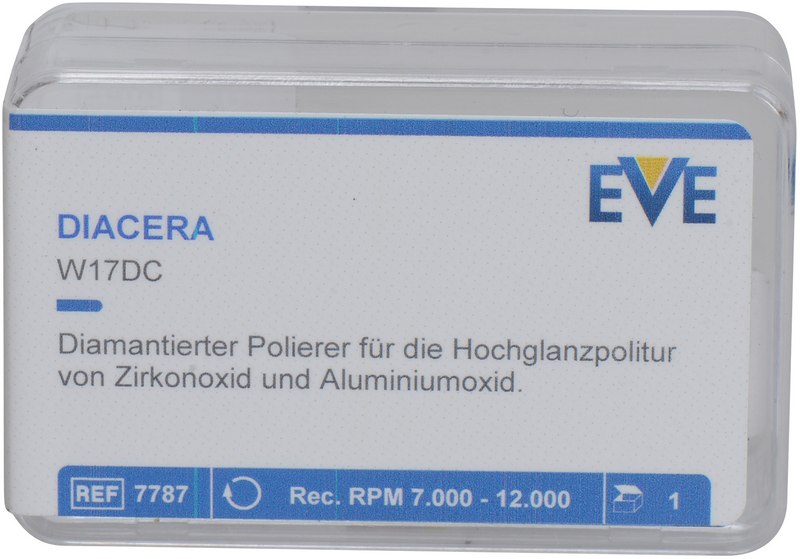 EVE
DIACERA
W17DC
Diamantierter Polierer für die Hochglanzpolitur
von Zirkonoxid und Aluminiumoxid.
REF 7787 Rec. RPM 7.000 - 12.000 1